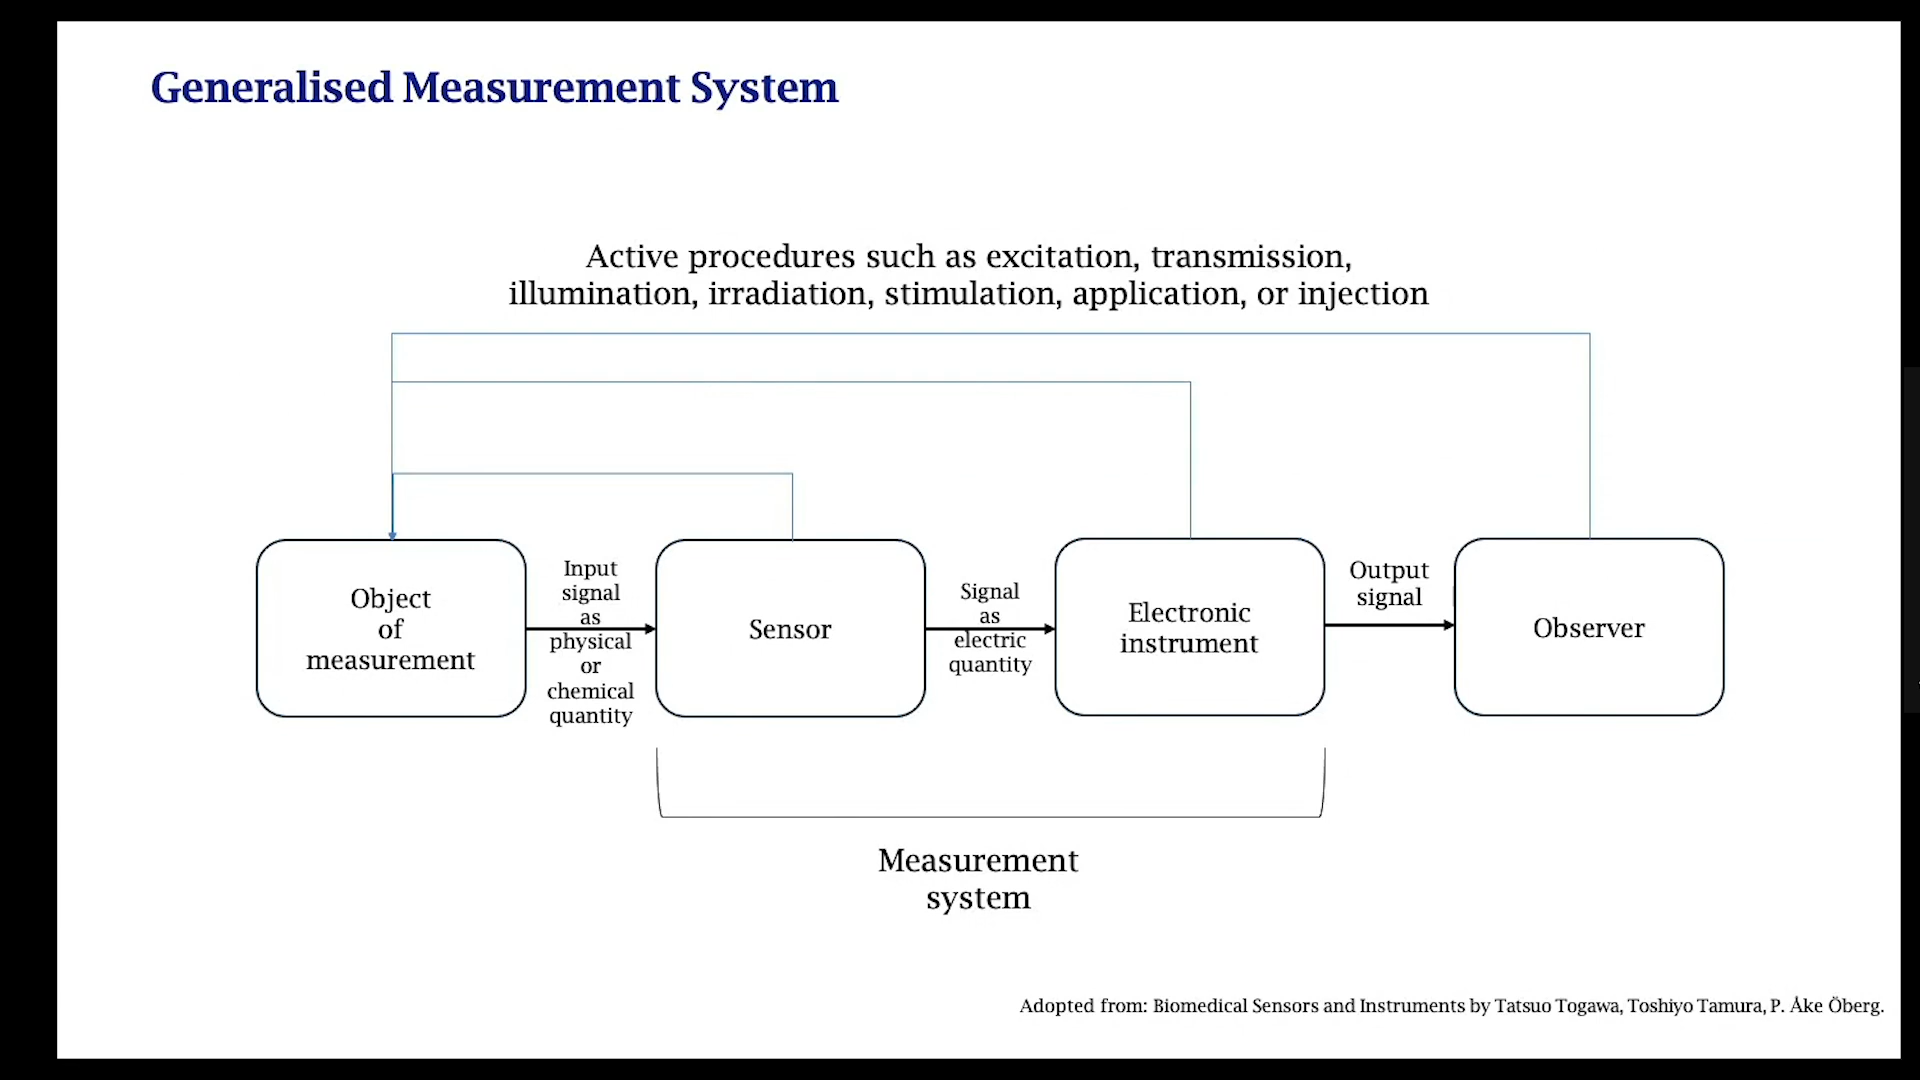 Generalised Measurement System
Active procedures such as excitation, transmission,
illumination, irradiation, stimulation, application, or injection
Object
of
measurement
Input
signal
as
physical
or
chemical
quantity
Sensor
Signal
as
electric
quantity
Electronic
instrument
Output
signal
Observer
Measurement
system
Adopted from: Biomedical Sensors and Instruments by Tatsuo Togawa, Toshiyo Tamura, P. Åke Öberg.